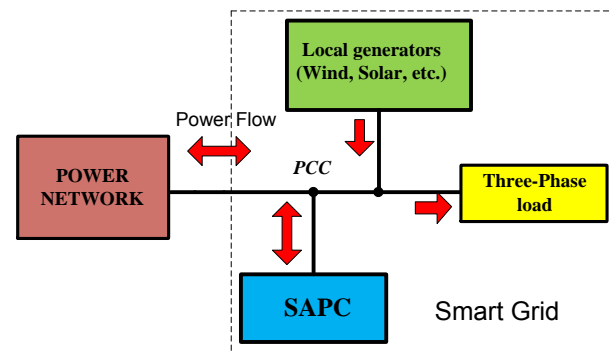 Local generators
(Wind, Solar, etc.)
Power Flow
POWER
NETWORK
PCC
Three-Phase
load
SAPC
Smart Grid